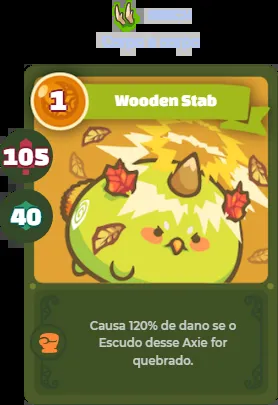 1
Wooden Stab
105
40
Causa 120% de dano se o
Escudo desse Axie for
quebrado.